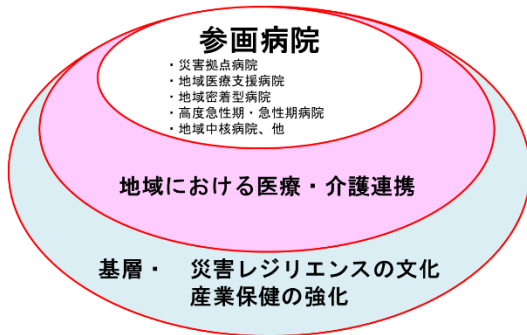 参画病院
・災害拠点病院
・地域医療支援病院
・地域密着型病院
・高度急性期・急性期病院
・地域中核病院、他
地域における医療・介護連携
基層・　災害レジリエンスの文化
産業保健の強化